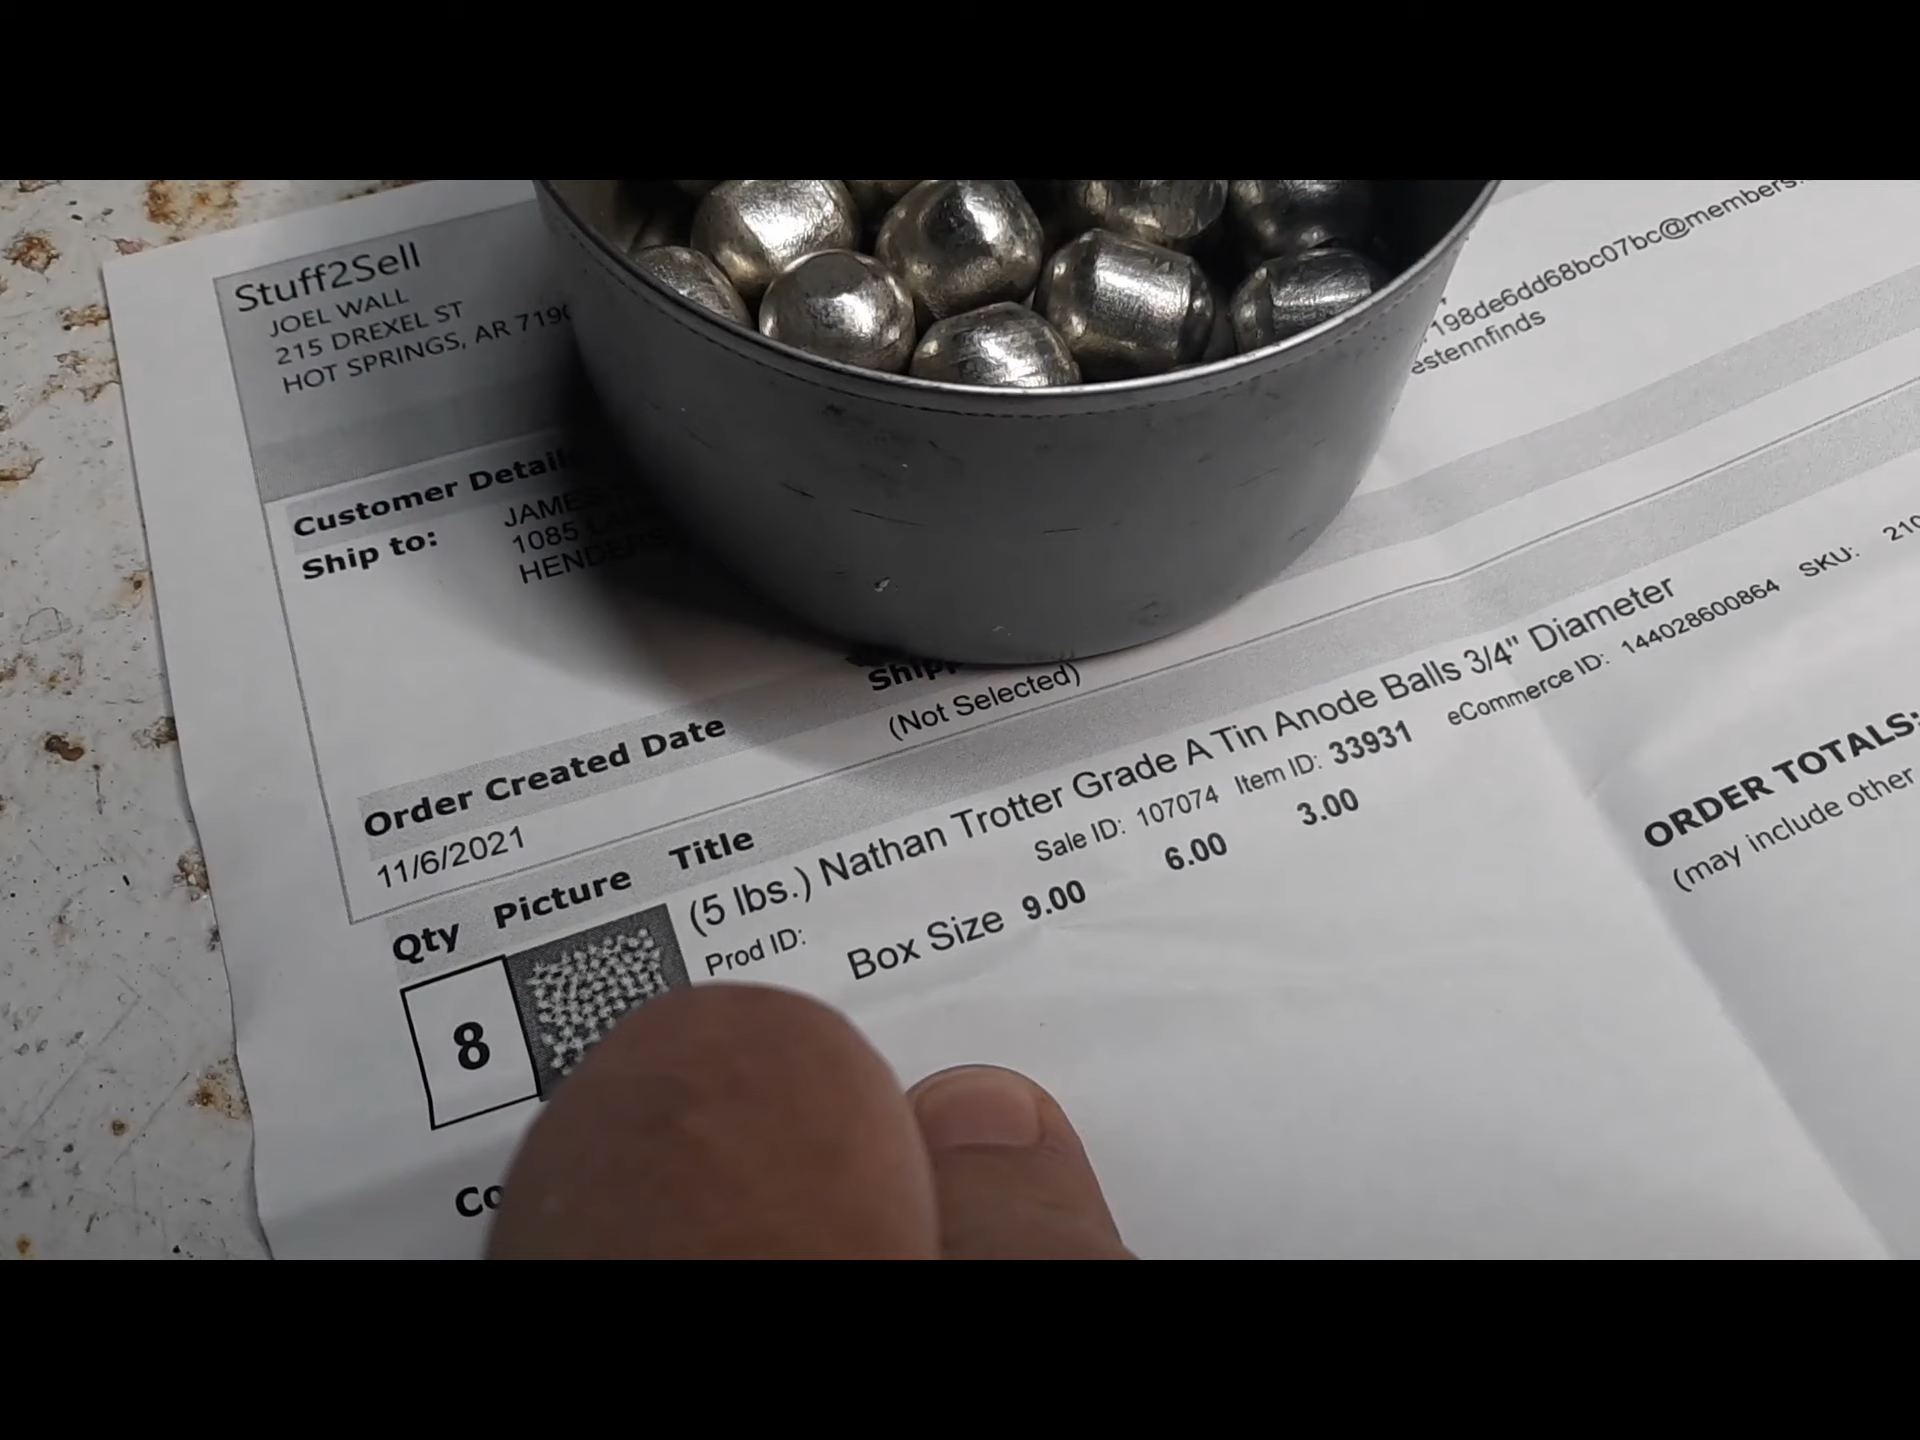 Stuff2Sell
JOEL WALL
215 DREXEL ST
HOT SPRINGS, AR
198de6dd68bc07bc@members.
estennfinds
Customer Details
Ship to:
1085
Order Created Date
11/6/2021
(Not Selected)
Qty Picture Title
8
(5 lbs.) Nathan Trotter Grade A Tin Anode Balls 3/4" Diameter
Prod ID: Sale ID: 107074 Item ID: 33931 eCommerce ID: 144028600864 SKU: 210
Box Size 9.00 6.00 3.00
ORDER TOTALS:
(may include other